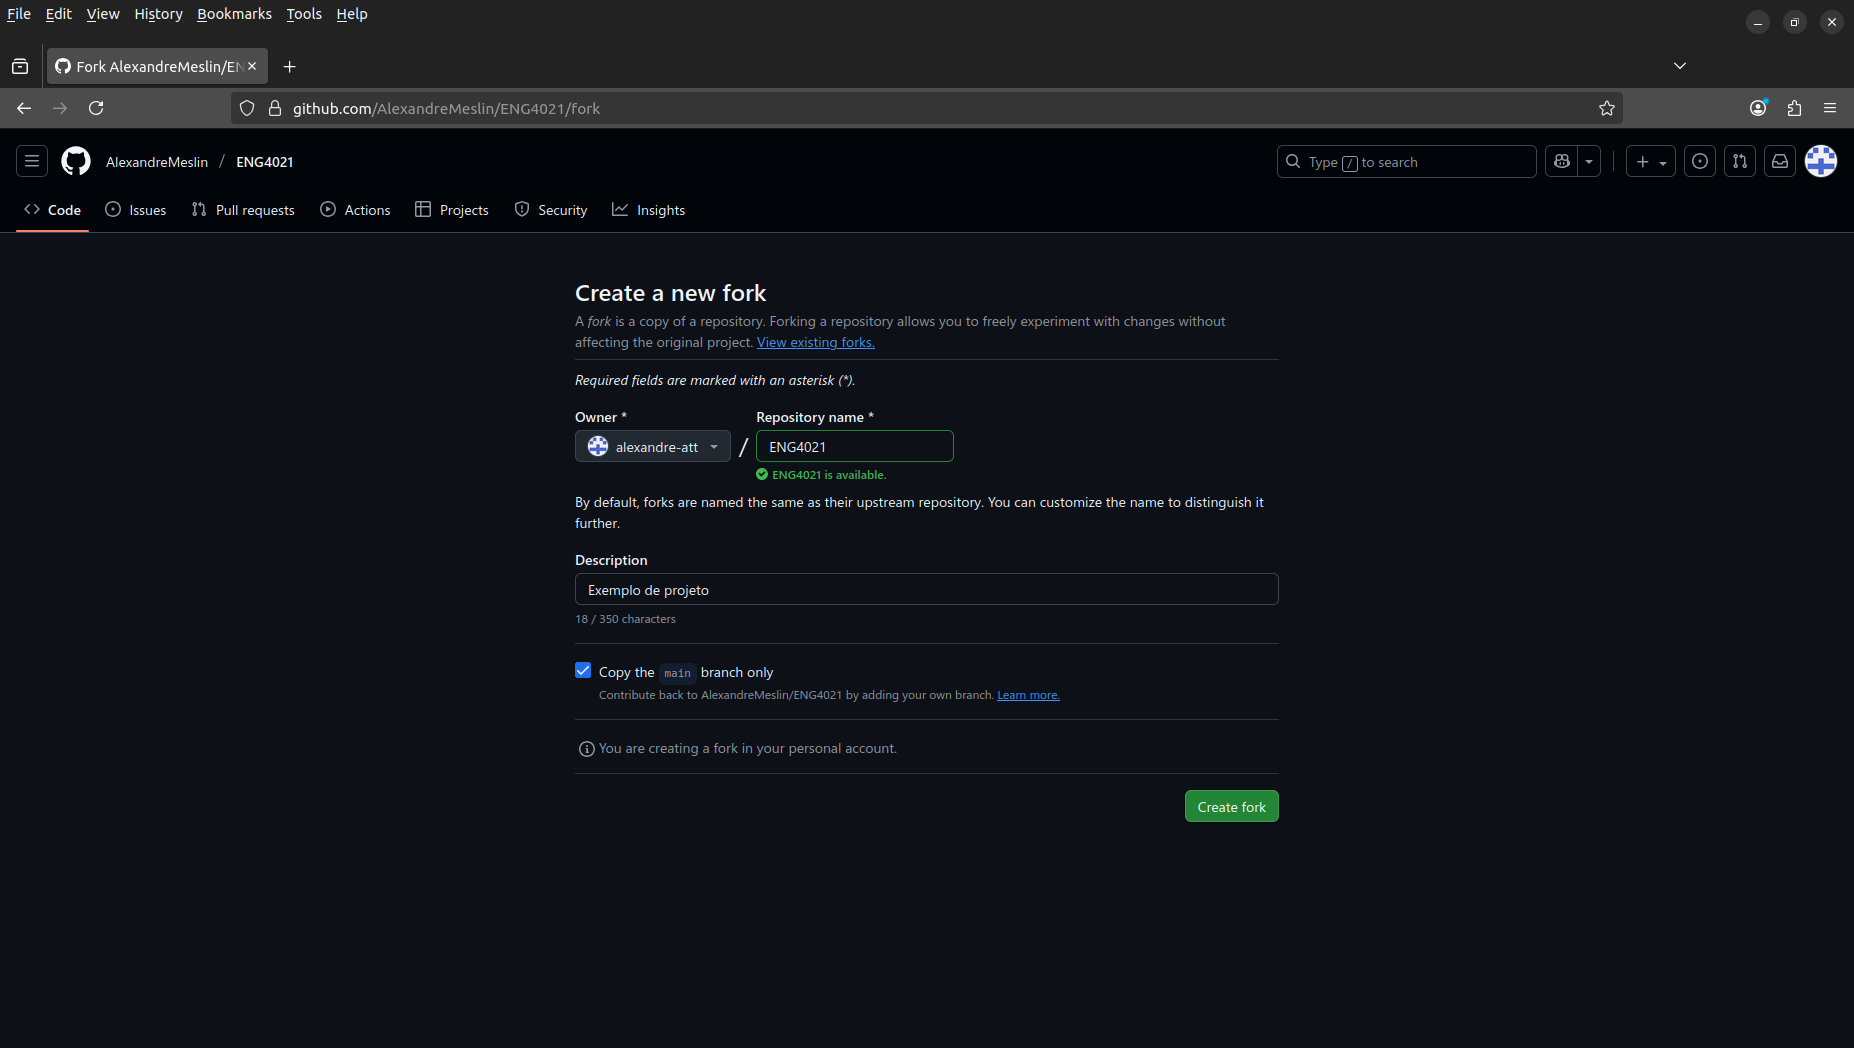 File Edit View History Bookmarks Tools Help
Fork AlexandreMeslin/EN
github.com/AlexandreMeslin/ENG4021/fork
AlexandreMeslin / ENG4021
Type / to search
Code Issues Pull requests Actions Projects Security Insights
Create a new fork
A fork is a copy of a repository. Forking a repository allows you to freely experiment with changes without
affecting the original project. View existing forks.
Required fields are marked with an asterisk (*).
Owner * Repository name *
alexandre-att / ENG4021
ENG4021 is available.
By default, forks are named the same as their upstream repository. You can customize the name to distinguish it
further.
Description
Exemplo de projeto
18 / 350 characters
Copy the main branch only
Contribute back to AlexandreMeslin/ENG4021 by adding your own branch. Learn more.
You are creating a fork in your personal account.
Create fork